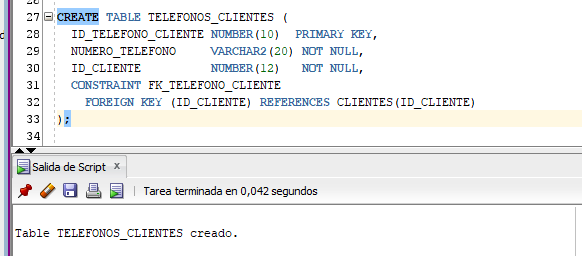 27 CREATE TABLE TELEFONOS_CLIENTES (
28 ID_TELEFONO_CLIENTE NUMBER(10) PRIMARY KEY,
29 NUMERO_TELEFONO VARCHAR2(20) NOT NULL,
30 ID_CLIENTE NUMBER(12) NOT NULL,
31 CONSTRAINT FK_TELEFONO_CLIENTE
32 FOREIGN KEY (ID_CLIENTE) REFERENCES CLIENTES(ID_CLIENTE)
33 );
34
Salida de Script x
Tarea terminada en 0,042 segundos
Table TELEFONOS_CLIENTES creado.